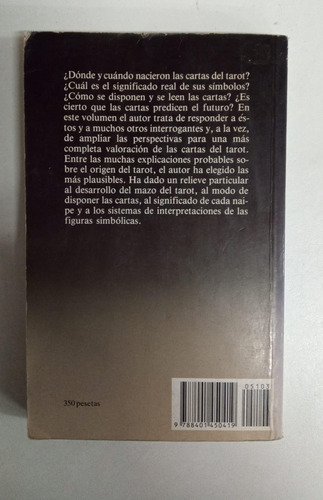 ¿Dónde y cuándo nacieron las cartas del tarot?
¿Cuál es el significado real de sus símbolos?
¿Cómo se disponen y se leen las cartas? ¿Es
cierto que las cartas predicen el futuro? En
este volumen el autor trata de responder a és-
tos y a muchos otros interrogantes y, a la vez,
de ampliar las perspectivas para una más
completa valoración de las cartas del tarot.
Entre las muchas explicaciones probables so-
bre el origen del tarot, el autor ha elegido las
más plausibles. Ha dado un relieve particular
al desarrollo del mazo del tarot, al modo de
disponer las cartas, al significado de cada nai-
pe y a los sistemas de interpretaciones de las
figuras simbólicas.
05103
350 pesetas
9 788401 450419